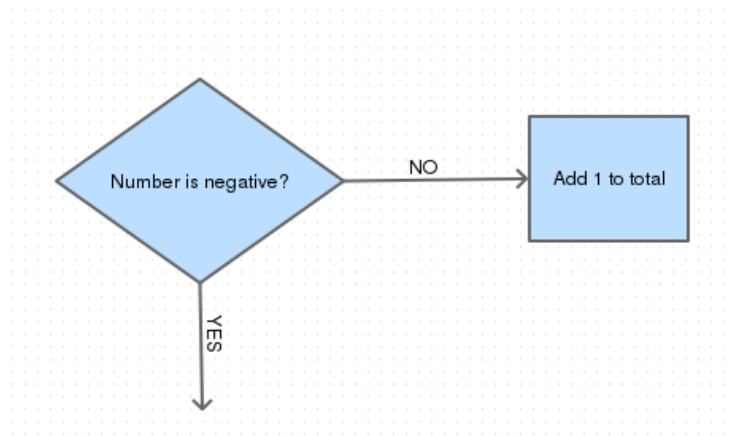 Number is negative?
NO
Add 1 to total
YES